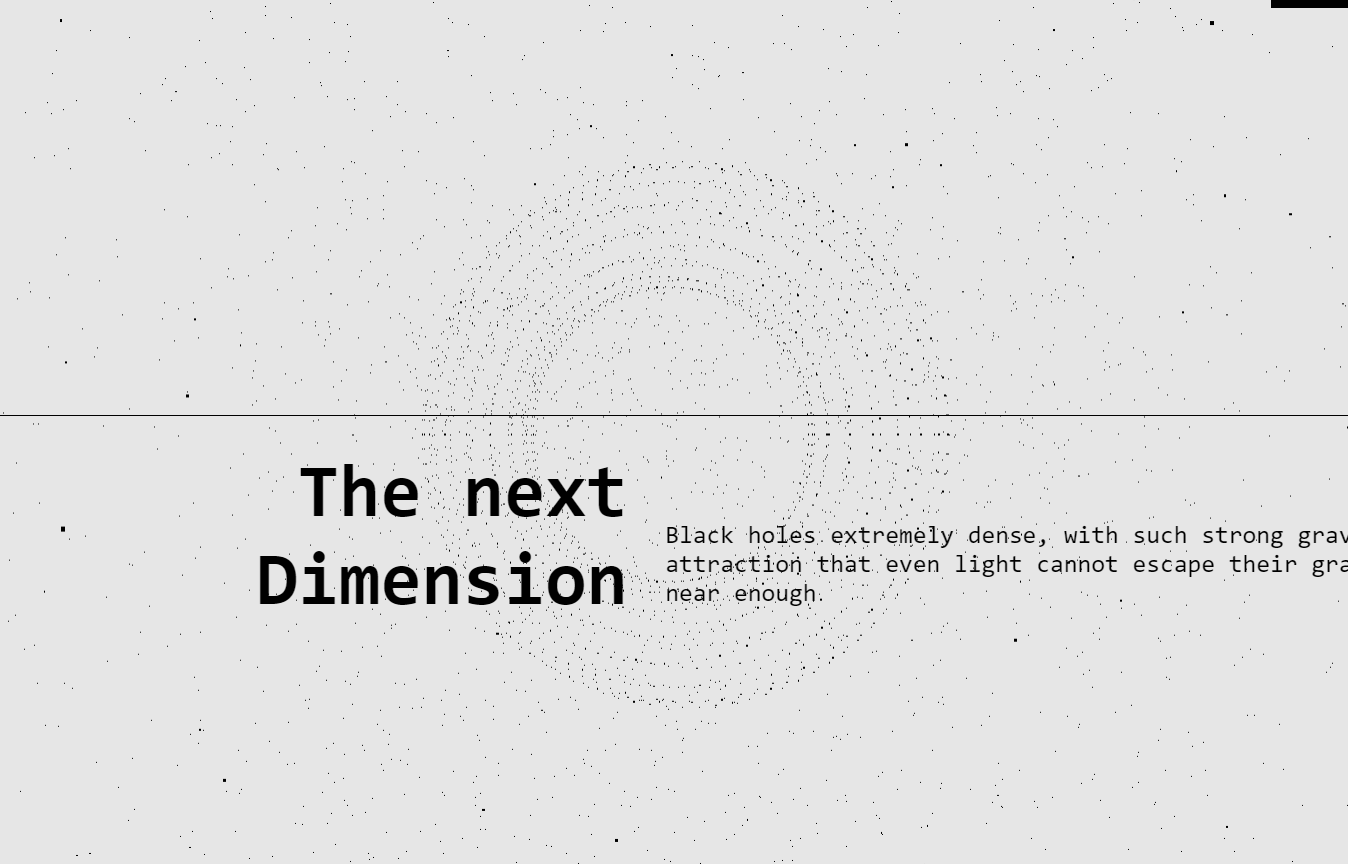 The next
Dimension
Black holes extremely dense, with such strong grav
attraction that even light cannot escape their gra
near enough.